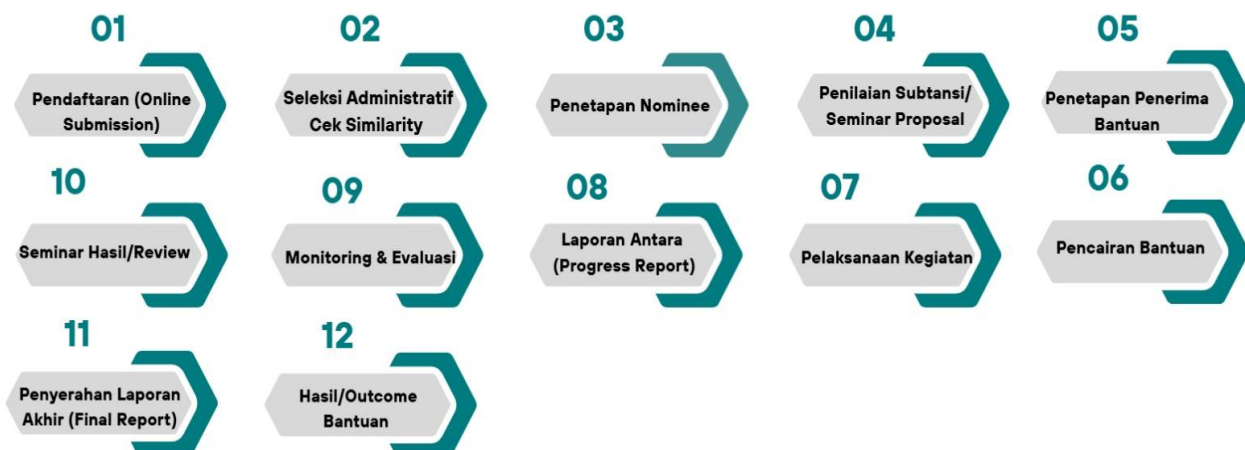 01
Pendaftaran (Online
Submission)
02
Seleksi Administratif
Cek Similarity
03
Penetapan Nominee
04
Penilaian Subtansi/
Seminar Proposal
05
Penetapan Penerima
Bantuan
10
Seminar Hasil/Review
09
Monitoring & Evaluasi
08
Laporan Antara
(Progress Report)
07
Pelaksanaan Kegiatan
06
Pencairan Bantuan
11
Penyerahan Laporan
Akhir (Final Report)
12
Hasil/Outcome
Bantuan